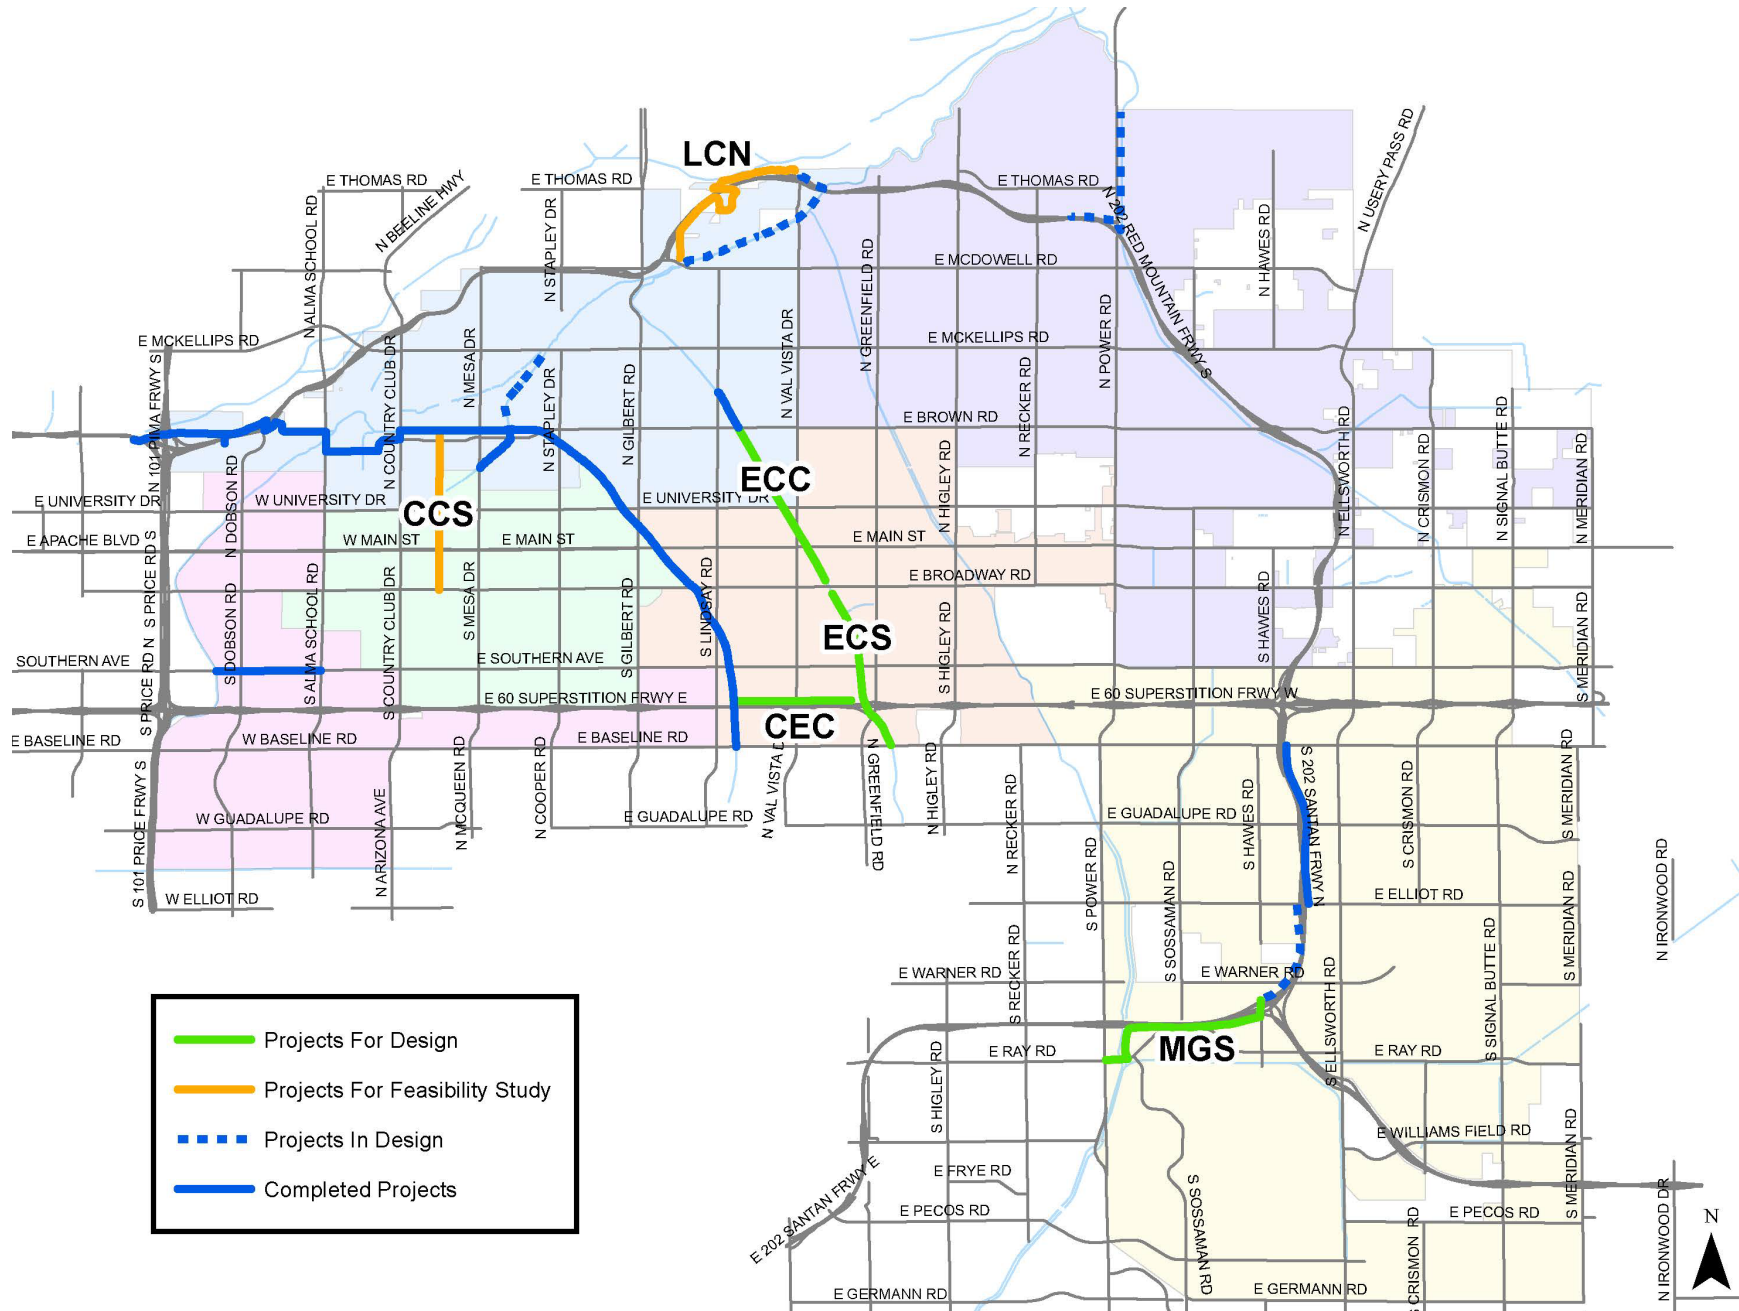 LCN
E THOMAS RD
E THOMAS RD
E THOMAS RD
N BEELINE HWY
N ALMA SCHOOL RD
N STAPLEY DR
N 202 RED MOUNTAIN FRWY S
N USERY PASS RD
N HAWES RD
E MCDOWELL RD
N GREENFIELD RD
E MCKELLIPS RD
E MCKELLIPS RD
N VAL VISTA DR
N POWER RD
N COUNTRY CLUB DR
N MESA DR
N STAPLEY DR
N GILBERT RD
N RECKER RD
E BROWN RD
N 101 PIMA FRWY S
N DOBSON RD
N HIGLEY RD
N ELLSWORTH RD
N CRISMON RD
N SIGNAL BUTTE RD
N MERIDIAN RD
ECC
E UNIVERSITY DR
W UNIVERSITY DR
E UNIVERSITY DR
CCS
E APACHE BLVD
W MAIN ST
E MAIN ST
E MAIN ST
E BROADWAY RD
S PRICE RD N
S PRICE RD S
S DOBSON RD
S ALMA SCHOOL RD
S COUNTRY CLUB DR
S MESA DR
S GILBERT RD
S LINDSAY RD
ECS
S HIGLEY RD
S HAWES RD
S MERIDIAN RD
SOUTHERN AVE
E SOUTHERN AVE
E 60 SUPERSTITION FRWY E
E 60 SUPERSTITION FRWY W
CEC
E BASELINE RD
W BASELINE RD
E BASELINE RD
S 101 PRICE FRWY S
N ARIZONA AVE
N MCQUEEN RD
N COOPER RD
N VAL VISTA D
N GREENFIELD RD
N HIGLEY RD
N RECKER RD
S POWER RD
S SOSSAMAN RD
S HAWES RD
S 202 SANTAN FRWY N
S CRISMON RD
S MERIDIAN RD
W GUADALUPE RD
E GUADALUPE RD
E GUADALUPE RD
W ELLIOT RD
E ELLIOT RD
N IRONWOOD RD
E WARNER RD
E WARNER RD
S RECKER RD
S ELLSWORTH RD
S SIGNAL BUTTE RD
S MERIDIAN RD
Projects For Design
Projects For Feasibility Study
Projects In Design
Completed Projects
MGS
E RAY RD
E RAY RD
S HIGLEY RD
E WILLIAMS FIELD RD
S MERIDIAN RD
E 202 SANTAN FRWY E
E FRYE RD
E PECOS RD
E PECOS RD
S SOSSAMAN RD
S CRISMON RD
N IRONWOOD DR
E GERMANN RD
E GERMANN RD
N